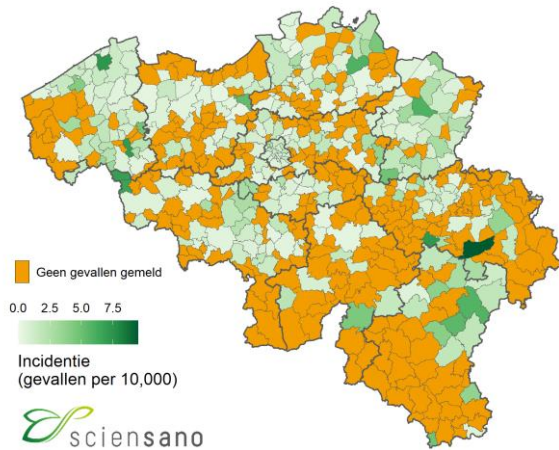 Geen gevallen gemeld
0.0 2.5 5.0 7.5
Incidentie
(gevallen per 10,000)
sciensano